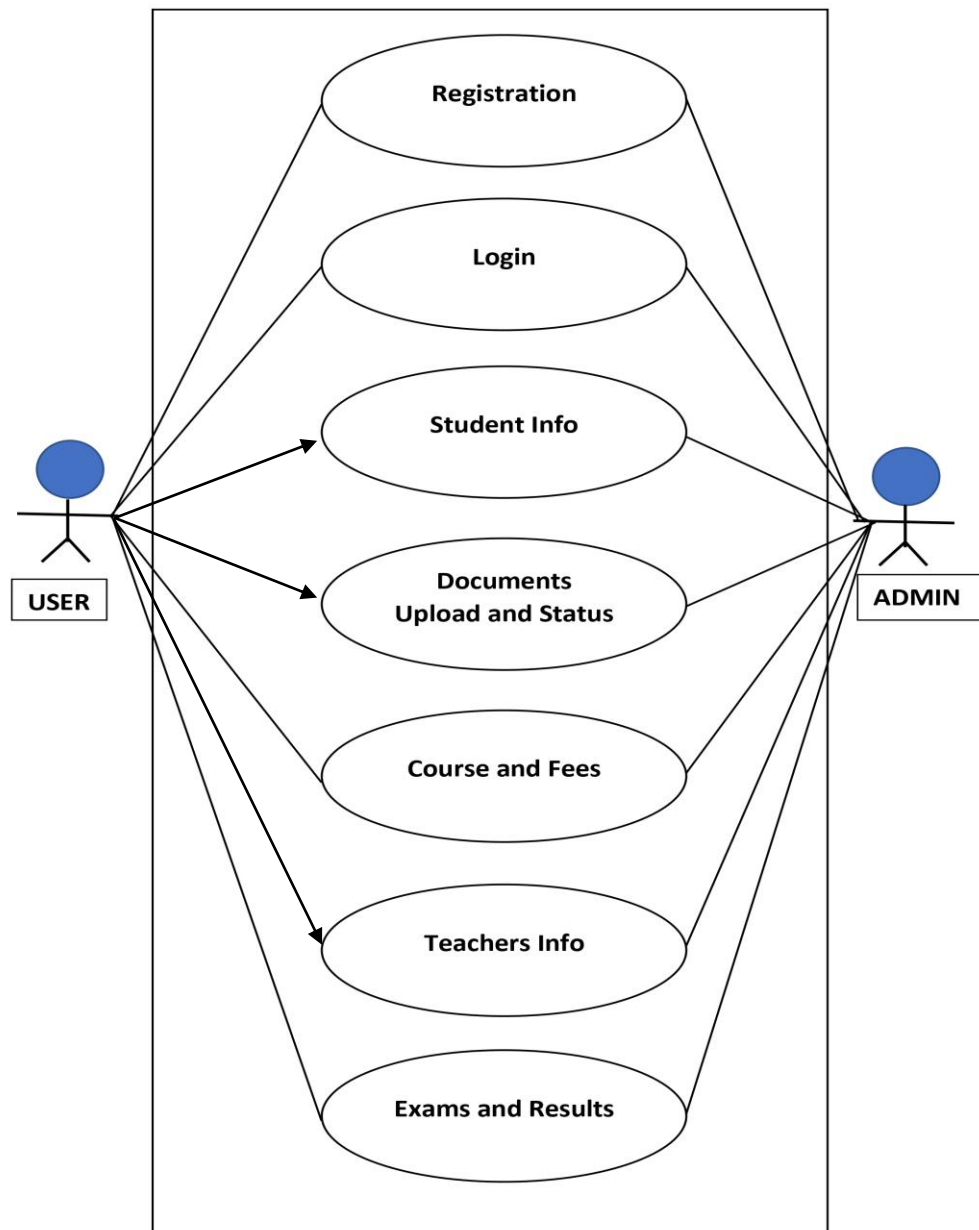 Registration
Login
Student Info
USER
Documents
Upload and Status
ADMIN
Course and Fees
Teachers Info
Exams and Results